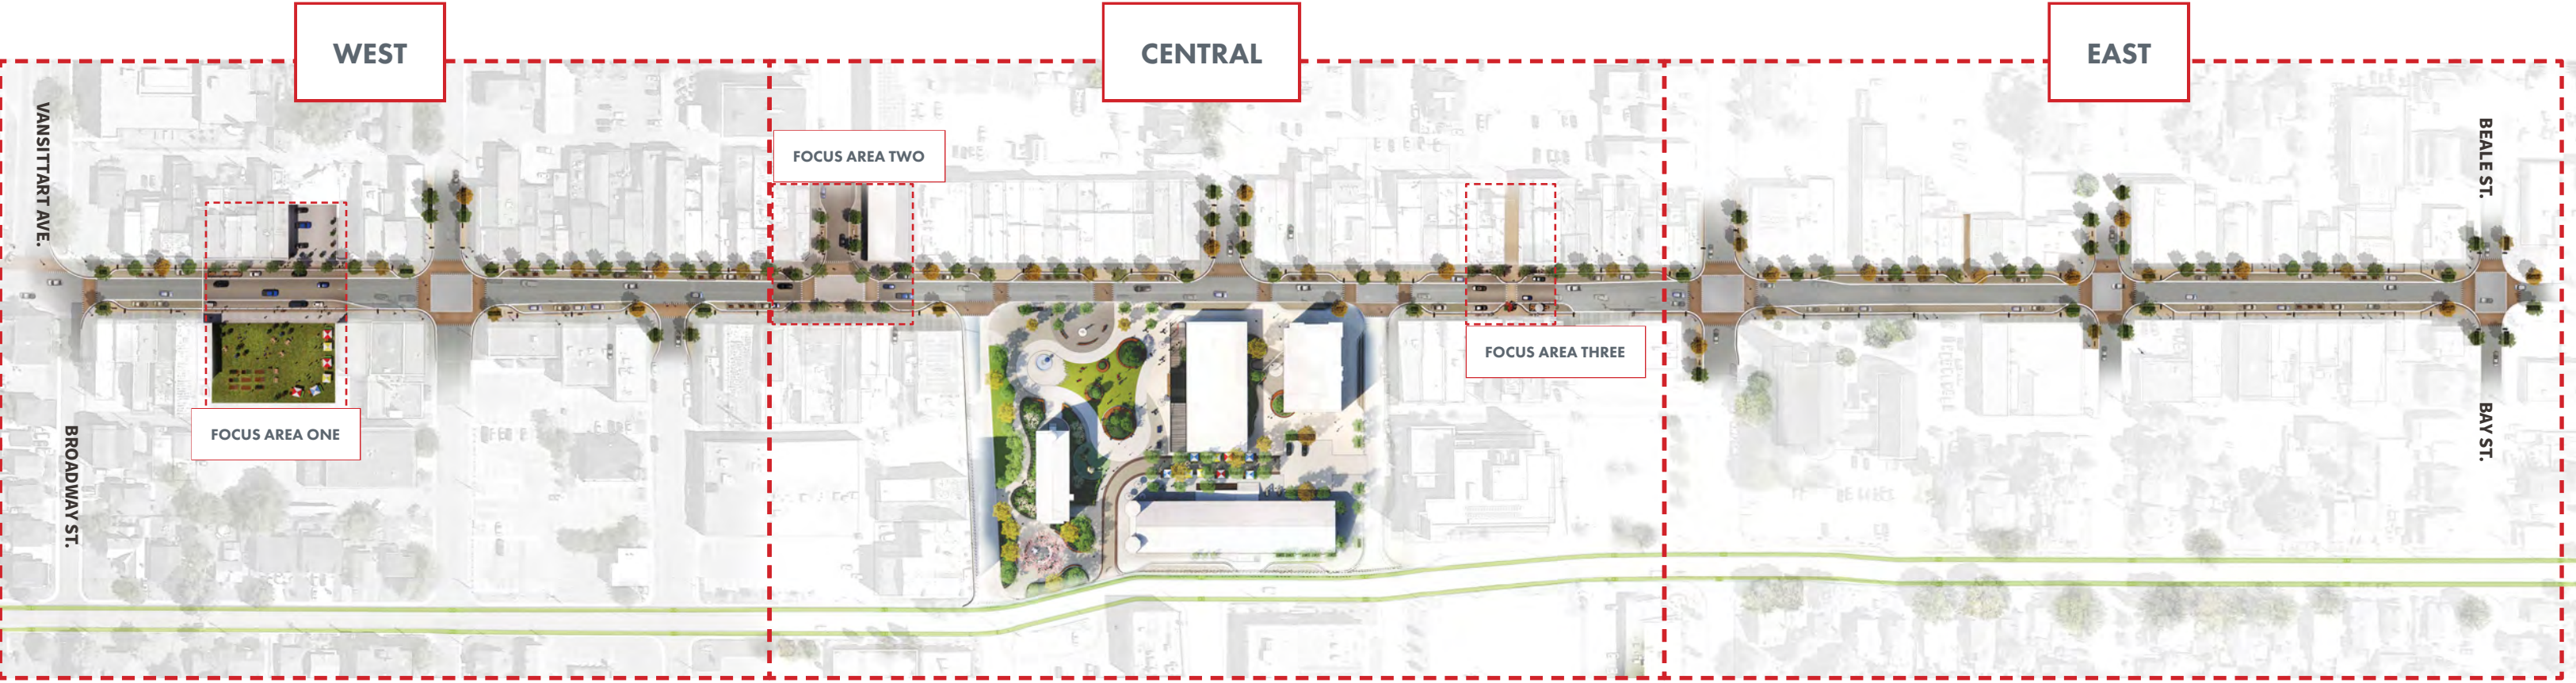 WEST
CENTRAL
EAST
VANSITTART AVE.
BROADWAY ST.
FOCUS AREA ONE
FOCUS AREA TWO
FOCUS AREA THREE
BEALE ST.
BAY ST.